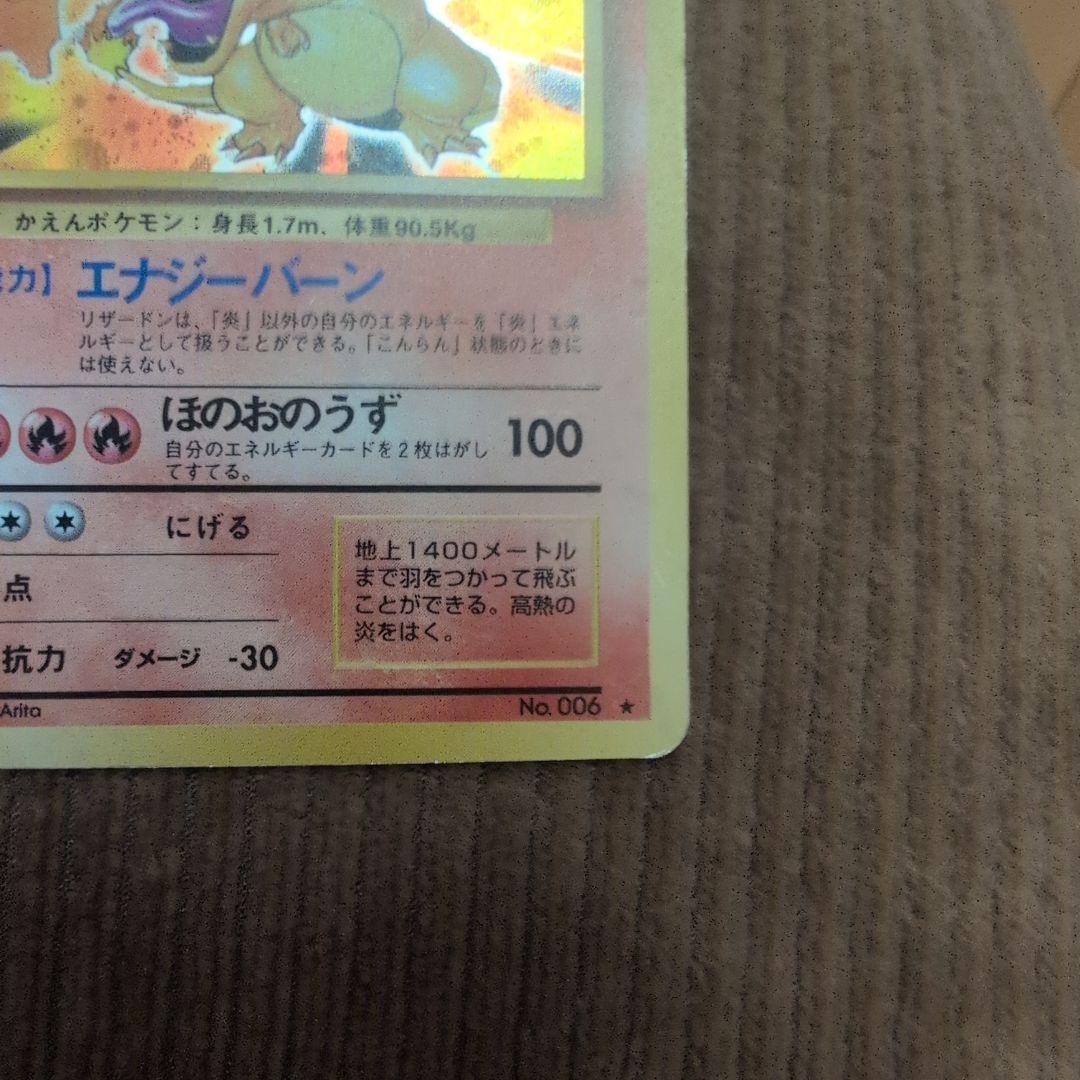 かえんポケモン：身長1.7m、体重90.5Kg
力】 エナジーバーン
リザードンは、「炎」以外の自分のエネルギーを「炎」エネ
ルギーとして扱うことができる。「こんらん」状態のときに
は使えない。
ほのおのうず 100
自分のエネルギーカードを2枚はがし
てすてる。
にげる
点
抗力 ダメージ -30
地上1400メートル
まで羽をつかって飛ぶ
ことができる。高熱の
炎をはく。
Arita
No. 006 ★